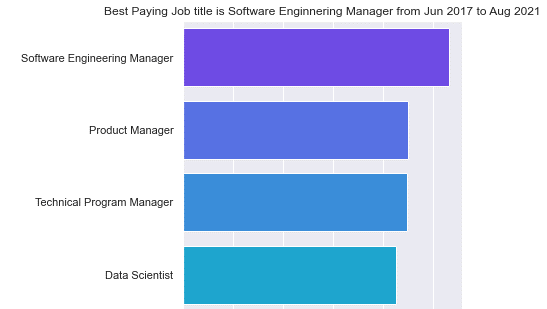 Best Paying Job title is Software Enginnering Manager from Jun 2017 to Aug 2021
Software Engineering Manager
Product Manager
Technical Program Manager
Data Scientist